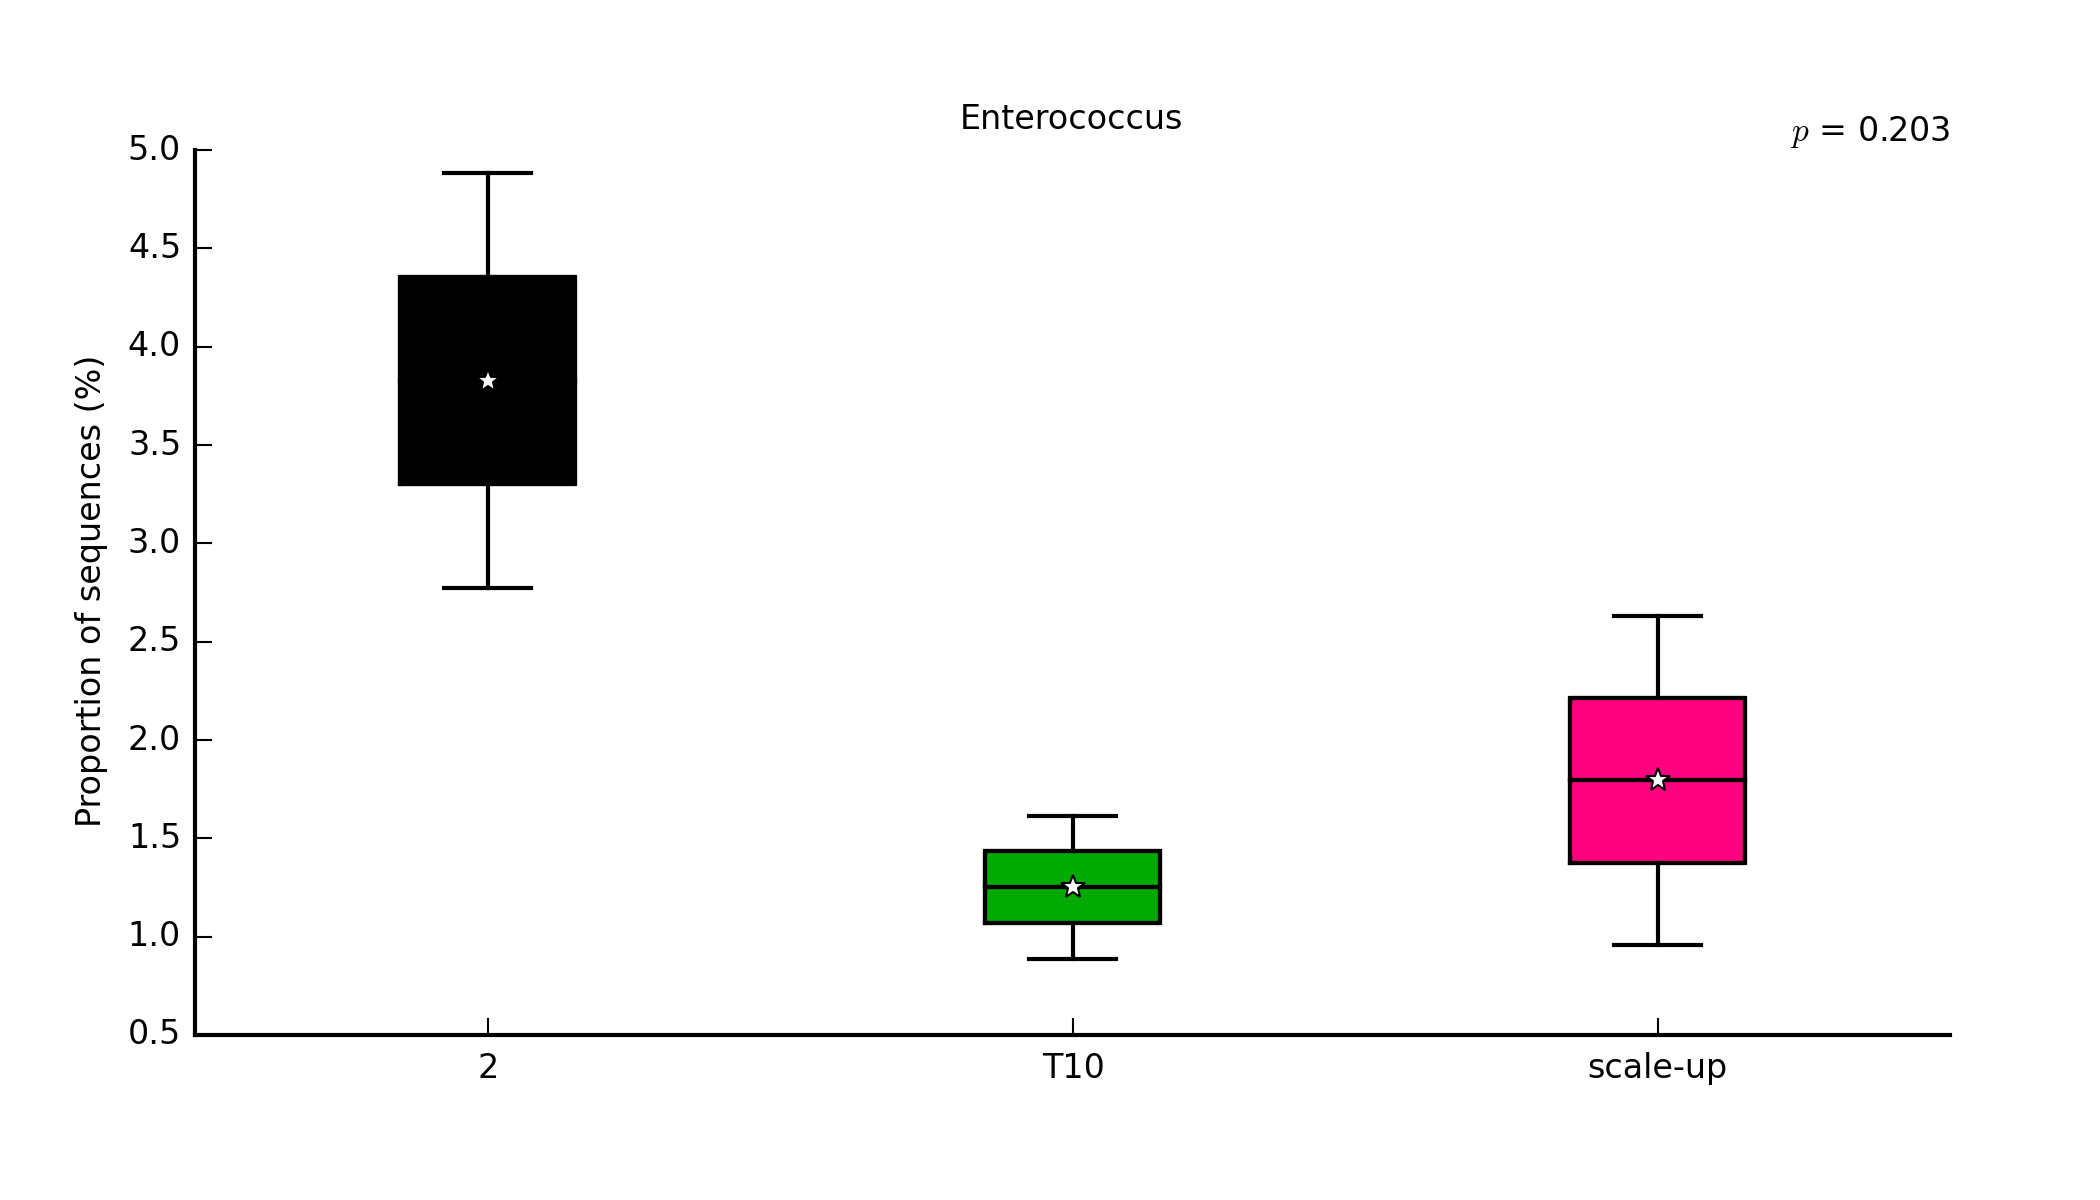 Enterococcus
p = 0.203
Proportion of sequences (%)
5.0
4.5
4.0
3.5
3.0
2.5
2.0
1.5
1.0
0.5
2 T10 scale-up